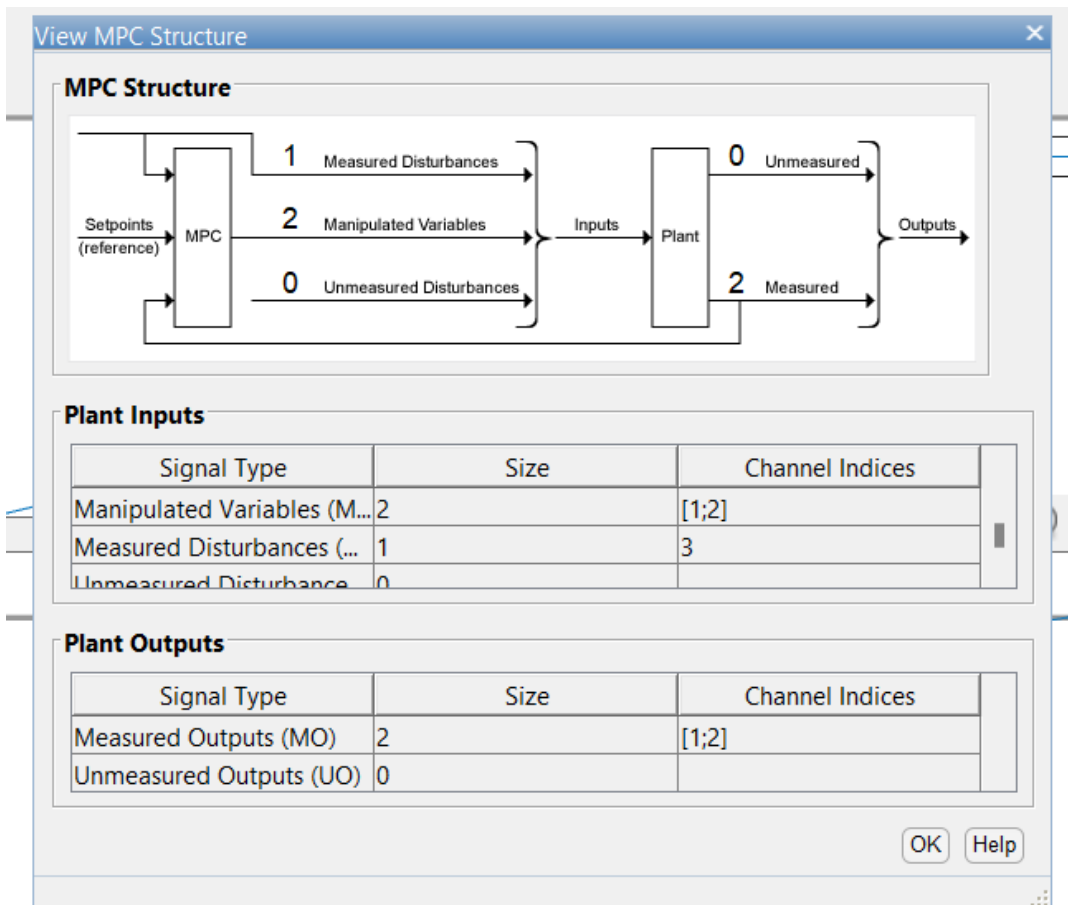 View MPC Structure
MPC Structure
1 Measured Disturbances
0 Unmeasured
Setpoints
(reference)
MPC
2 Manipulated Variables
Inputs
Plant
Outputs
0 Unmeasured Disturbances
2 Measured
Plant Inputs
Signal Type Size Channel Indices
Manipulated Variables (M... 2 [1;2]
Measured Disturbances (... 1 3
Unmeasured Disturbance 0
Plant Outputs
Signal Type Size Channel Indices
Measured Outputs (MO) 2 [1;2]
Unmeasured Outputs (UO) 0
OK Help